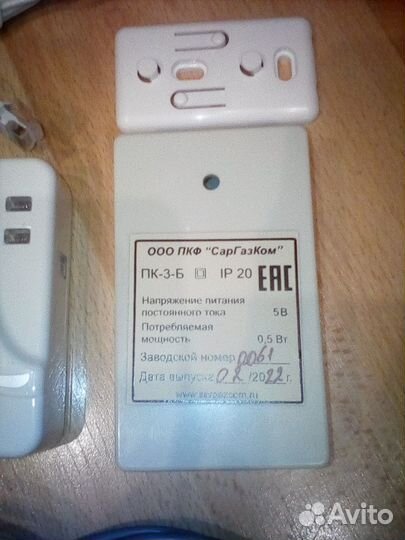 ООО ПКФ "СарГазКом"
ПК-3-Б IP 20 EAC
Напряжение питания
постоянного тока 5В
Потребляемая
мощность 0,5 Вт
Заводской номер 0061
Дата выпуска 02/2022г.
www.sargazcom.ru
Avito